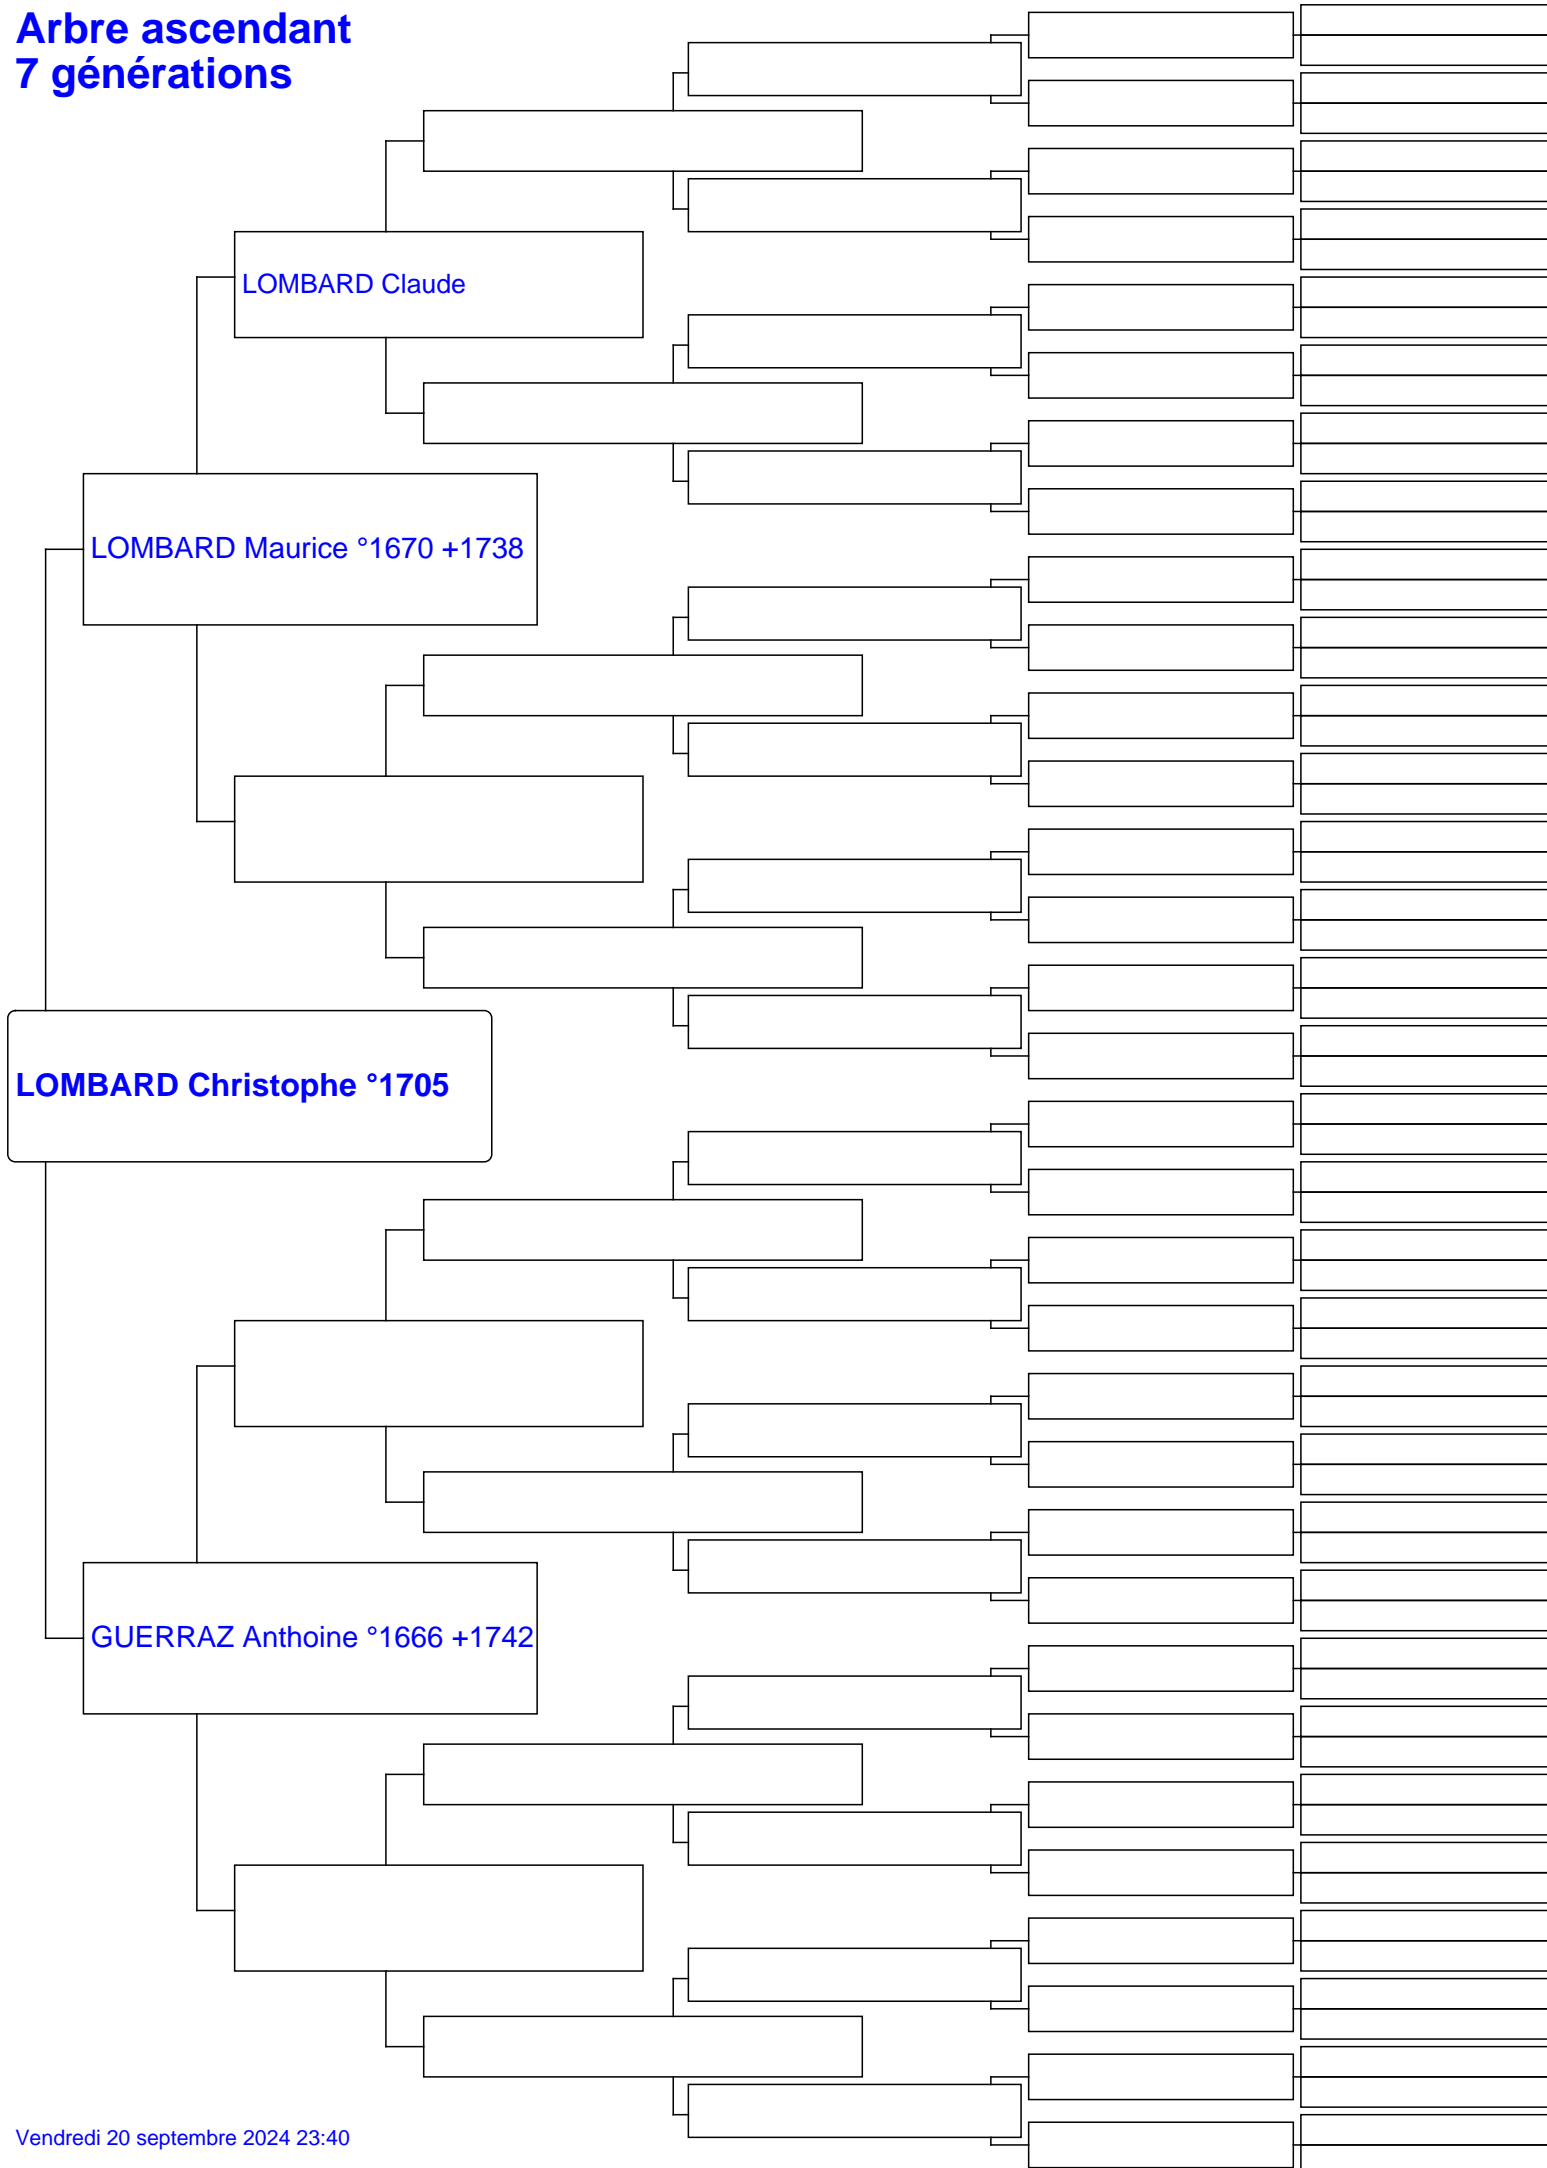 Arbre ascendant
7 générations
LOMBARD Claude
LOMBARD Maurice °1670 +1738
LOMBARD Christophe °1705
GUERRAZ Anthoine °1666 +1742
Vendredi 20 septembre 2024 23:40